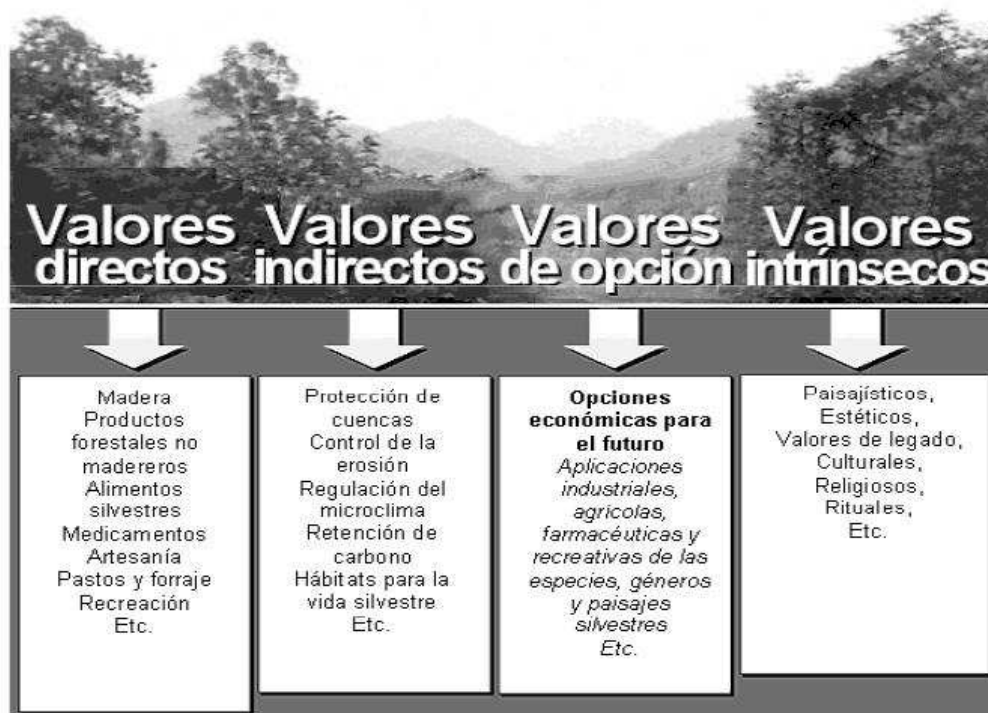 Valores
directos
Valores
indirectos
Valores
de opción
Valores
intrínsecos
Madera
Productos
forestales no
madereros
Alimentos
silvestres
Medicamentos
Artesanía
Pastos y forraje
Recreación
Etc.
Protección de
cuencas
Control de la
erosión
Regulación del
microclima
Retención de
carbono
Hábitats para la
vida silvestre
Etc.
Opciones
económicas para
el futuro
Aplicaciones
industriales,
agrícolas,
farmacéuticas y
recreativas de las
especies, géneros
y paisajes
silvestres
Etc.
Paisajísticos,
Estéticos,
Valores de legado,
Culturales,
Religiosos,
Rituales,
Etc.